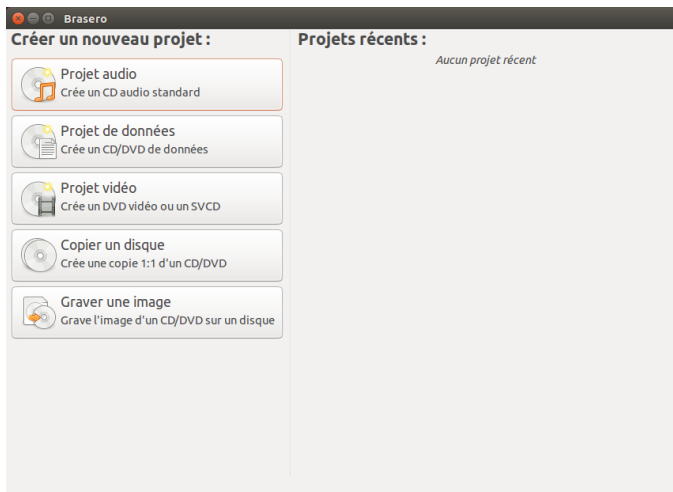 Brasero
Créer un nouveau projet :
Projet audio
Crée un CD audio standard
Projet de données
Crée un CD/DVD de données
Projet vidéo
Crée un DVD vidéo ou un SVCD
Copier un disque
Crée une copie 1:1 d'un CD/DVD
Graver une image
Grave l'image d'un CD/DVD sur un disque
Projets récents :
Aucun projet récent